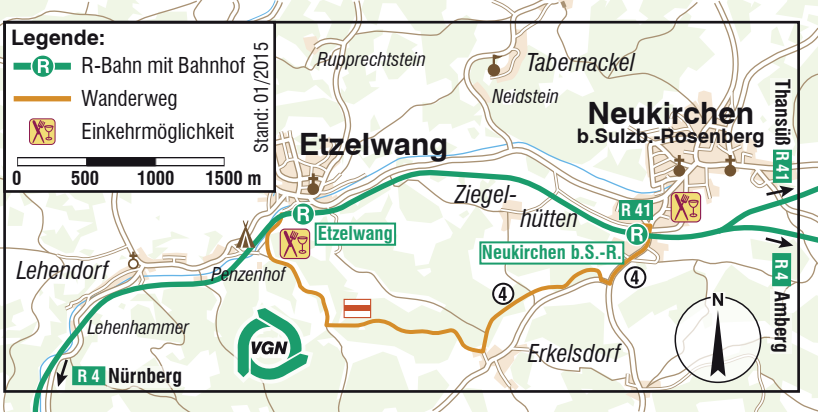 Legende:
R R-Bahn mit Bahnhof
Wanderweg
Einkehrmöglichkeit
0 500 1000 1500 m
Stand: 01/2015
Rupprechtstein
Tabernackel
Neidstein
Neukirchen
b.Sulzb.-Rosenberg
Thansüß
R 41
Etzelwang
Ziegel-
hütten
R 41
R
Etzelwang
R
Neukirchen b.S.-R.
Lehendorf
Penzenhof
4
4
R 4 Amberg
Lehenhammer
VGN
Erkelsdorf
N
R 4 Nürnberg